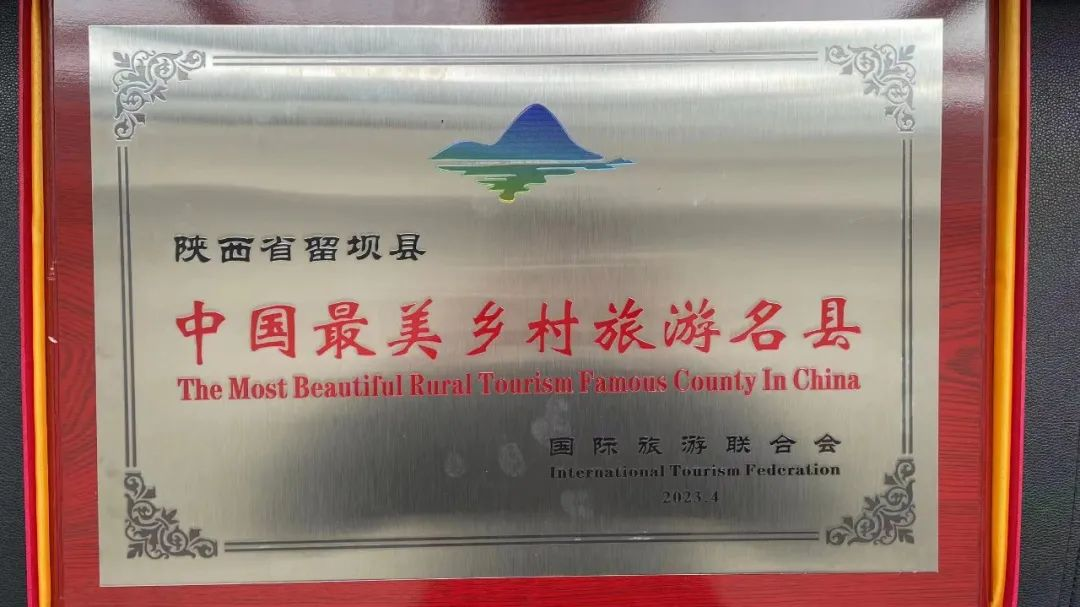 陕西省留坝县
中国最美乡村旅游名县
The Most Beautiful Rural Tourism Famous County In China
国际旅游联合会
International Tourism Federation
2023.4